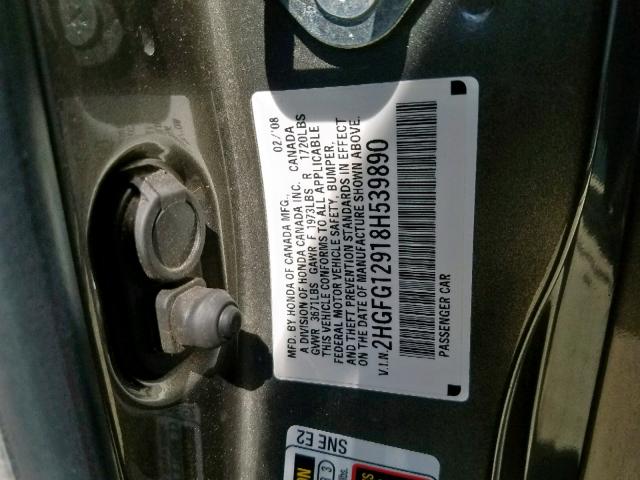 MFD. BY HONDA OF CANADA MFG. 02/'08
A DIVISION OF HONDA CANADA INC. CANADA
GVWR 3671LBS GAWR F 1973LBS R 1720LBS
THIS VEHICLE CONFORMS TO ALL APPLICABLE
FEDERAL MOTOR VEHICLE SAFETY, BUMPER,
AND THEFT PREVENTION STANDARDS IN EFFECT
ON THE DATE OF MANUFACTURE SHOWN ABOVE.
V.I.N. 2HGFG12918H539890
PASSENGER CAR
SNE E2